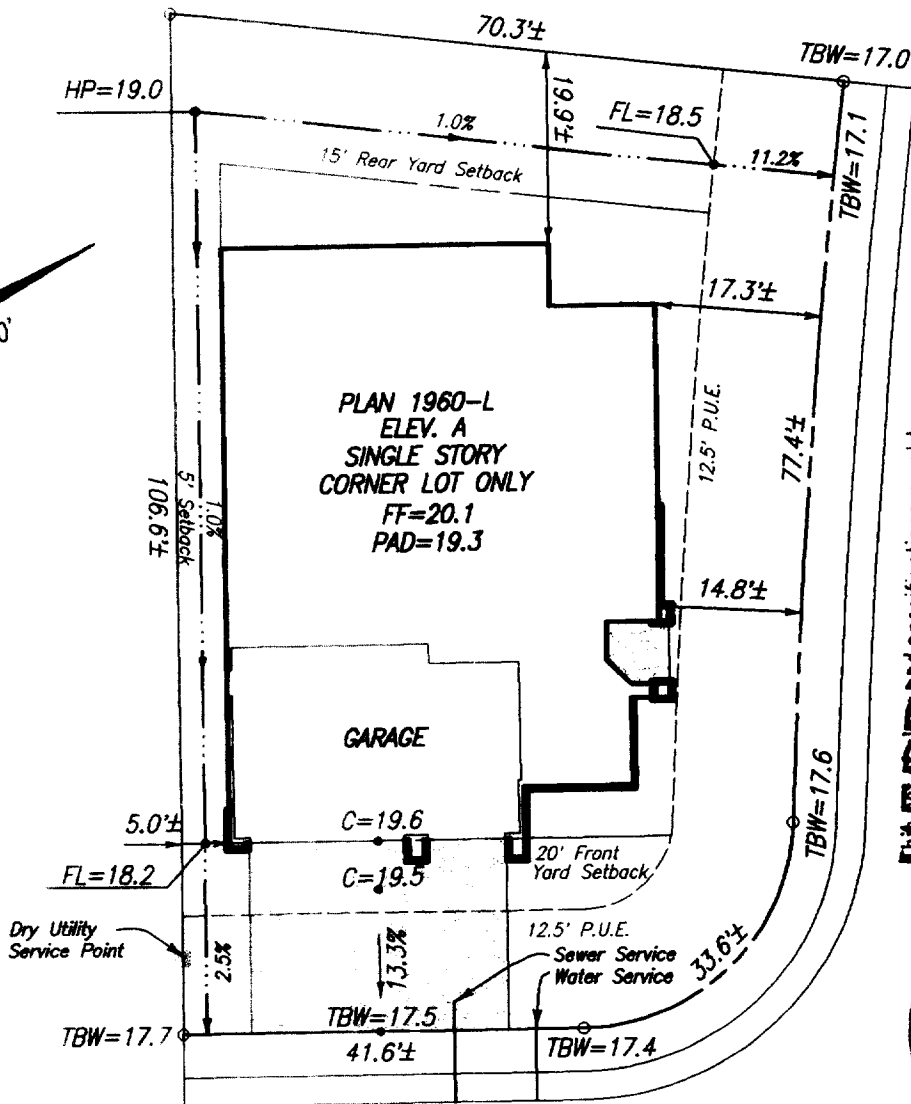 70.3'±
TBW=17.0
HP=19.0
19.9'±
FL=18.5
1.0%
11.2%
TBW=17.1
15' Rear Yard Setback
17.3'±
0'
PLAN 1960-L
ELEV. A
SINGLE STORY
CORNER LOT ONLY
FF=20.1
PAD=19.3
12.5' P.U.E.
77.4'±
106.6'±
5' Setback
1.0%
14.8'±
GARAGE
TBW=17.6
5.0'±
C=19.6
FL=18.2
C=19.5
20' Front
Yard Setback
Dry Utility
Service Point
2.5%
13.3%
12.5' P.U.E.
Sewer Service
Water Service
33.6'±
TBW=17.7
TBW=17.5
TBW=17.4
41.6'±